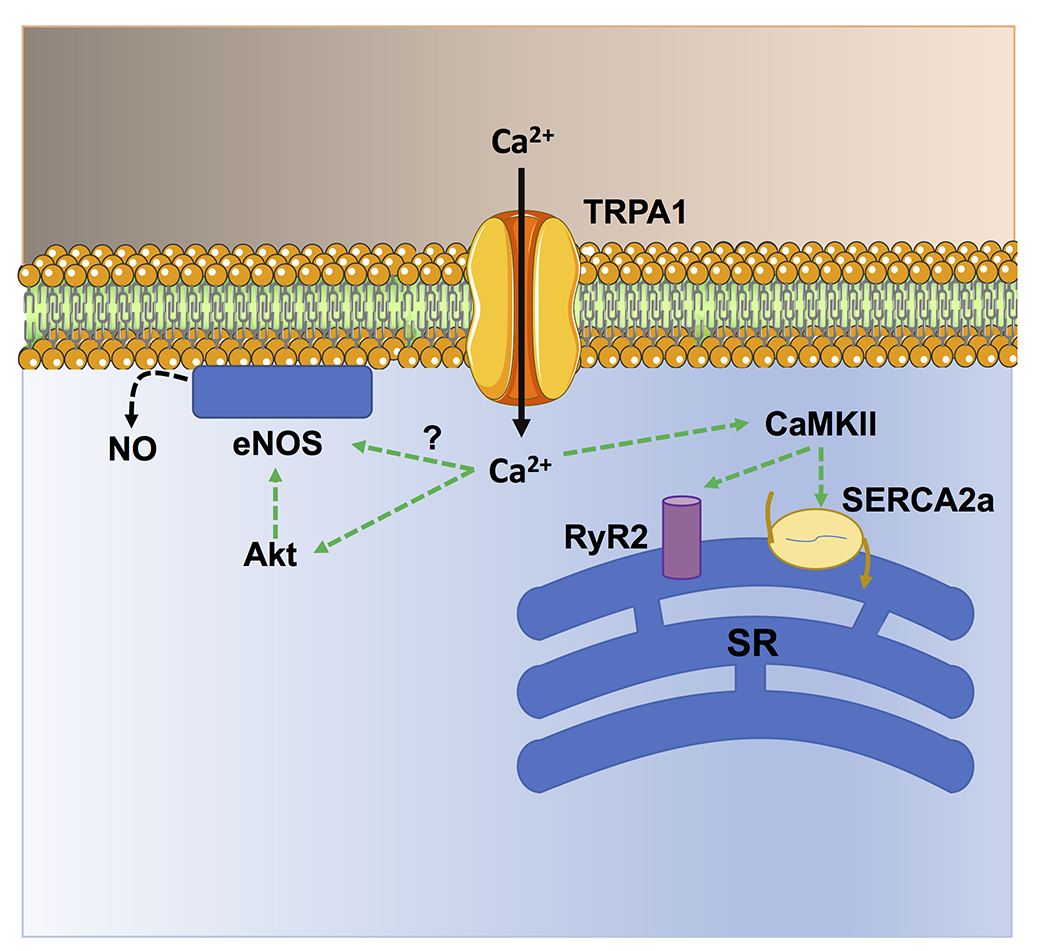 Ca²⁺
TRPA1
NO
eNOS
?
Ca²⁺
CaMKII
Akt
RyR2
SERCA2a
SR